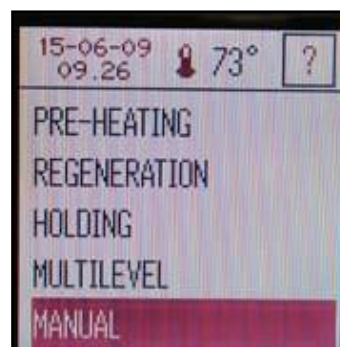 15-06-09
09.26
73°
?
PRE-HEATING
REGENERATION
HOLDING
MULTILEVEL
MANUAL